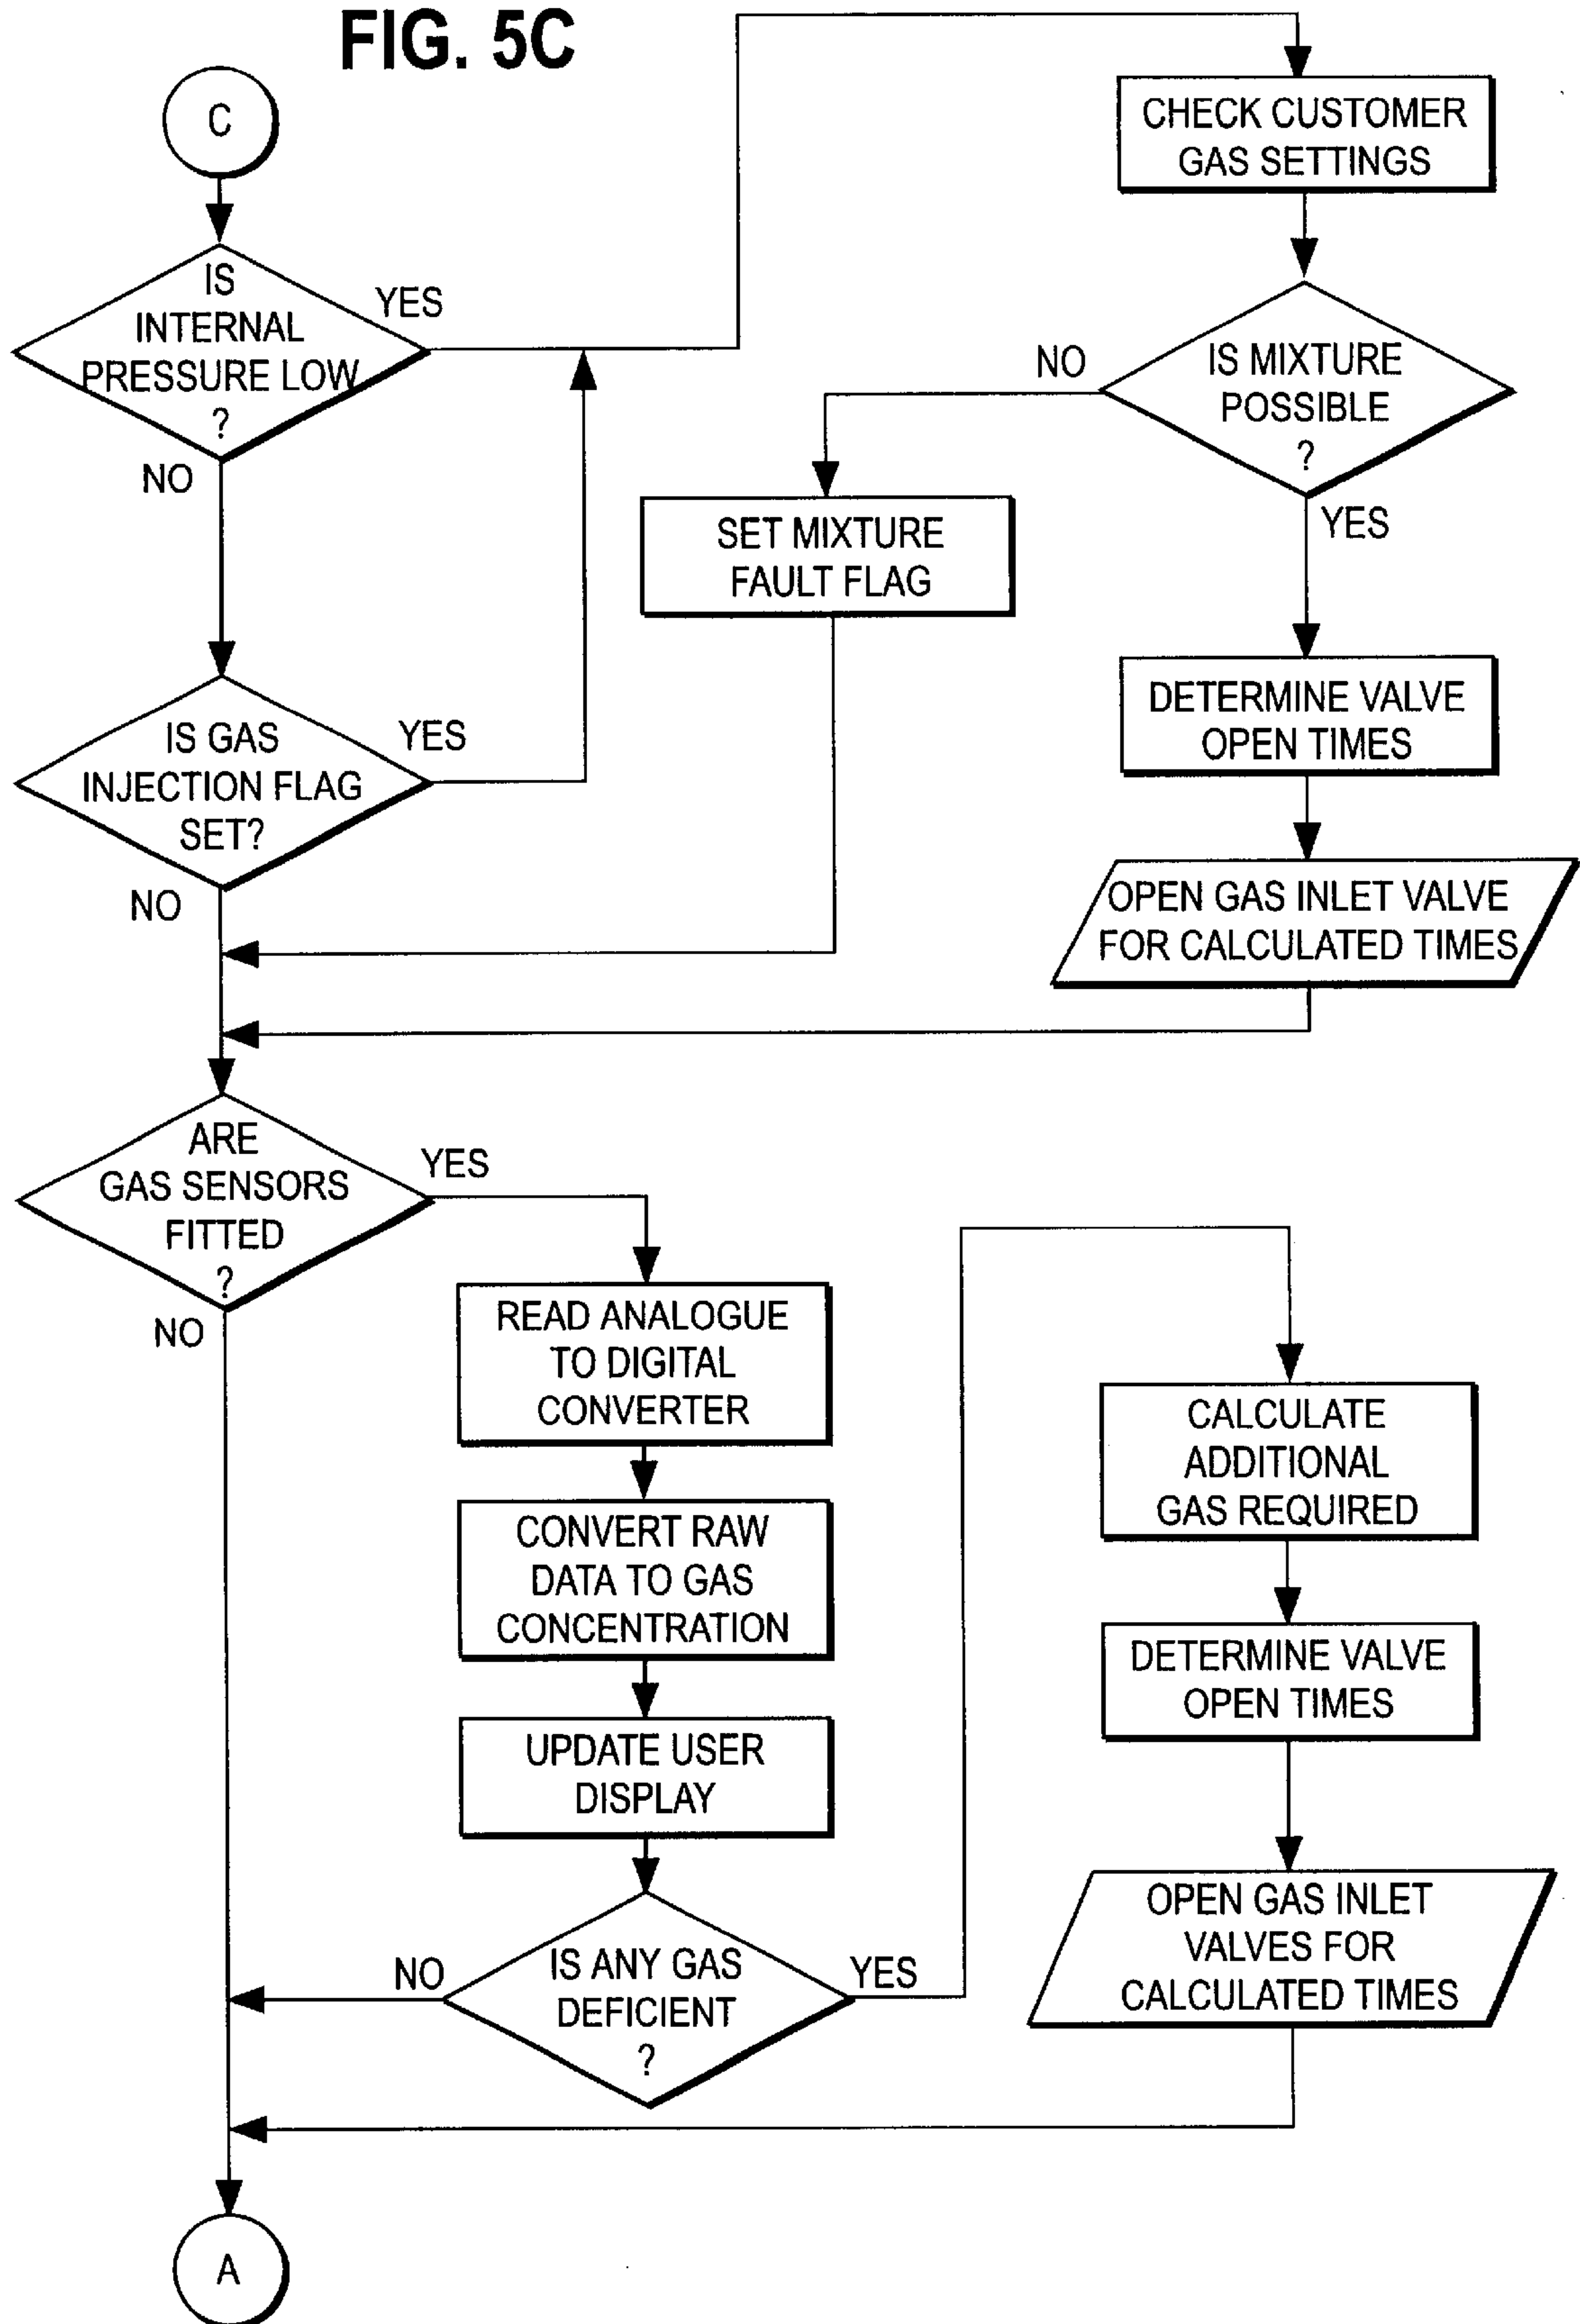 FIG. 5C
C
IS
INTERNAL
PRESSURE LOW
?
YES
NO
CHECK CUSTOMER
GAS SETTINGS
IS MIXTURE
POSSIBLE
?
NO
YES
SET MIXTURE
FAULT FLAG
DETERMINE VALVE
OPEN TIMES
OPEN GAS INLET VALVE
FOR CALCULATED TIMES
IS GAS
INJECTION FLAG
SET?
YES
NO
ARE
GAS SENSORS
FITTED
?
YES
NO
READ ANALOGUE
TO DIGITAL
CONVERTER
CONVERT RAW
DATA TO GAS
CONCENTRATION
UPDATE USER
DISPLAY
IS ANY GAS
DEFICIENT
?
NO
YES
CALCULATE
ADDITIONAL
GAS REQUIRED
DETERMINE VALVE
OPEN TIMES
OPEN GAS INLET
VALVES FOR
CALCULATED TIMES
A